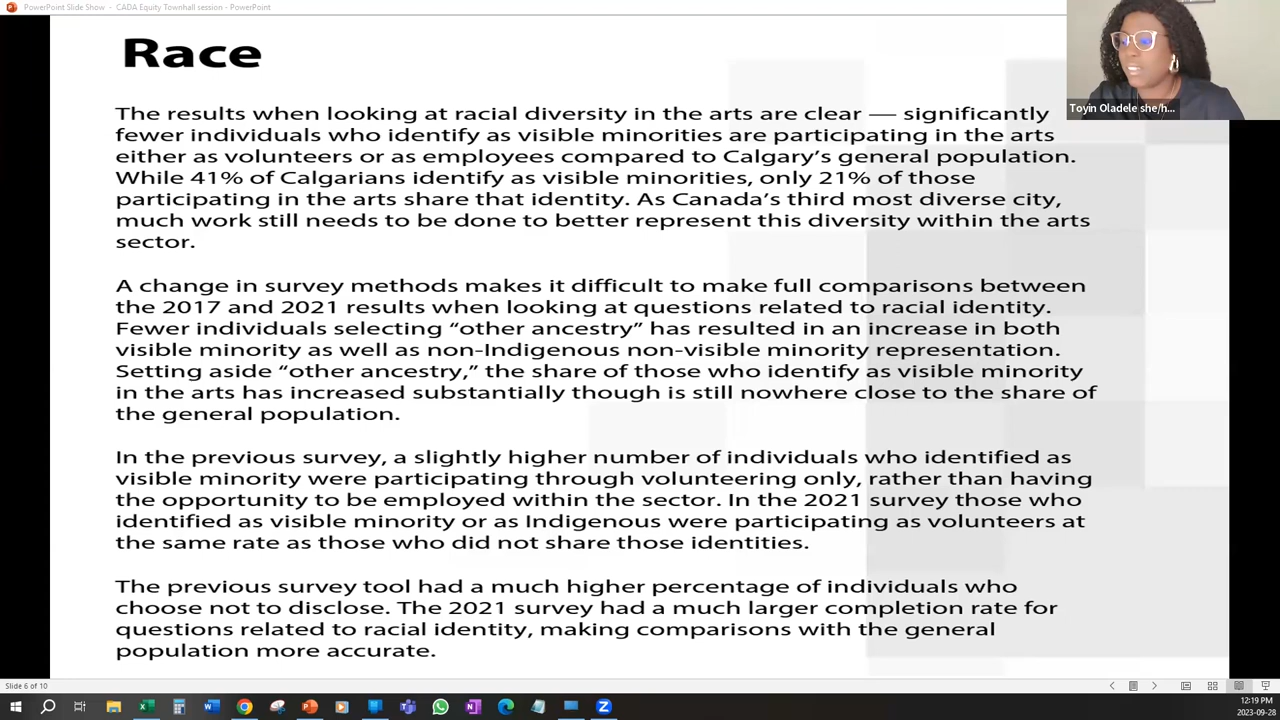 PowerPoint Slide Show - CADA Equity Townhall session - PowerPoint
Race
The results when looking at racial diversity in the arts are clear — significantly
fewer individuals who identify as visible minorities are participating in the arts
either as volunteers or as employees compared to Calgary's general population.
While 41% of Calgarians identify as visible minorities, only 21% of those
participating in the arts share that identity. As Canada's third most diverse city,
much work still needs to be done to better represent this diversity within the arts
sector.
A change in survey methods makes it difficult to make full comparisons between
the 2017 and 2021 results when looking at questions related to racial identity.
Fewer individuals selecting “other ancestry” has resulted in an increase in both
visible minority as well as non-Indigenous non-visible minority representation.
Setting aside “other ancestry,” the share of those who identify as visible minority
in the arts has increased substantially though is still nowhere close to the share of
the general population.
In the previous survey, a slightly higher number of individuals who identified as
visible minority were participating through volunteering only, rather than having
the opportunity to be employed within the sector. In the 2021 survey those who
identified as visible minority or as Indigenous were participating as volunteers at
the same rate as those who did not share those identities.
The previous survey tool had a much higher percentage of individuals who
choose not to disclose. The 2021 survey had a much larger completion rate for
questions related to racial identity, making comparisons with the general
population more accurate.
Toyin Oladele she/h...
Slide 6 of 10
12:19 PM
2023-09-28